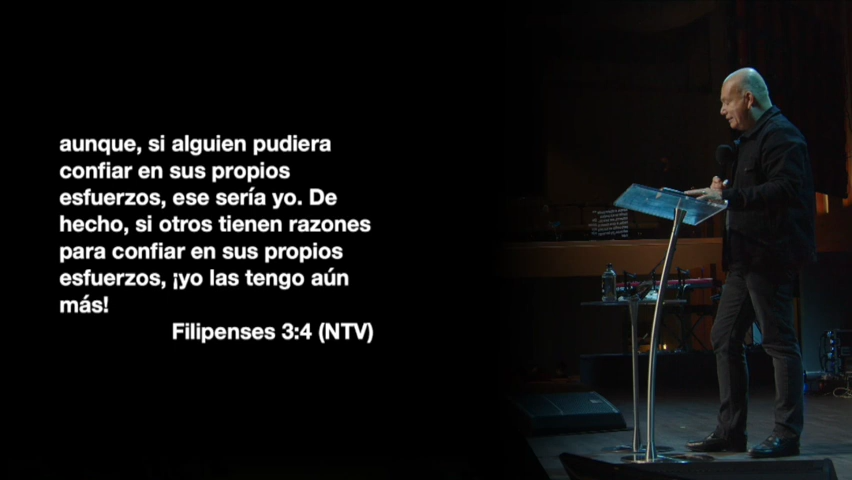 aunque, si alguien pudiera
confiar en sus propios
esfuerzos, ese sería yo. De
hecho, si otros tienen razones
para confiar en sus propios
esfuerzos, ¡yo las tengo aún
más!
Filipenses 3:4 (NTV)